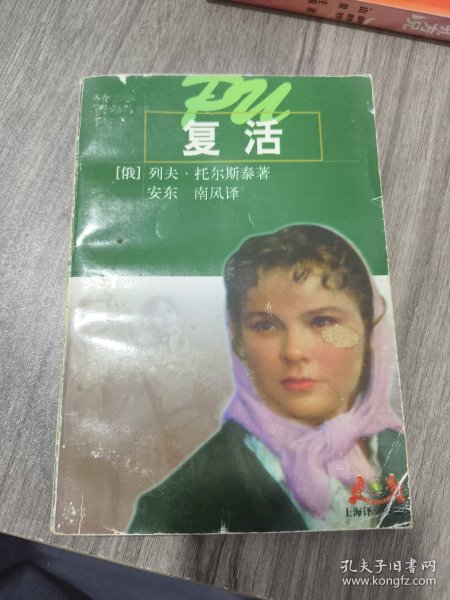 PU
复活
[俄] 列夫·托尔斯泰著
安东 南风译
上海译
孔夫子旧书网
www.kongfz.com